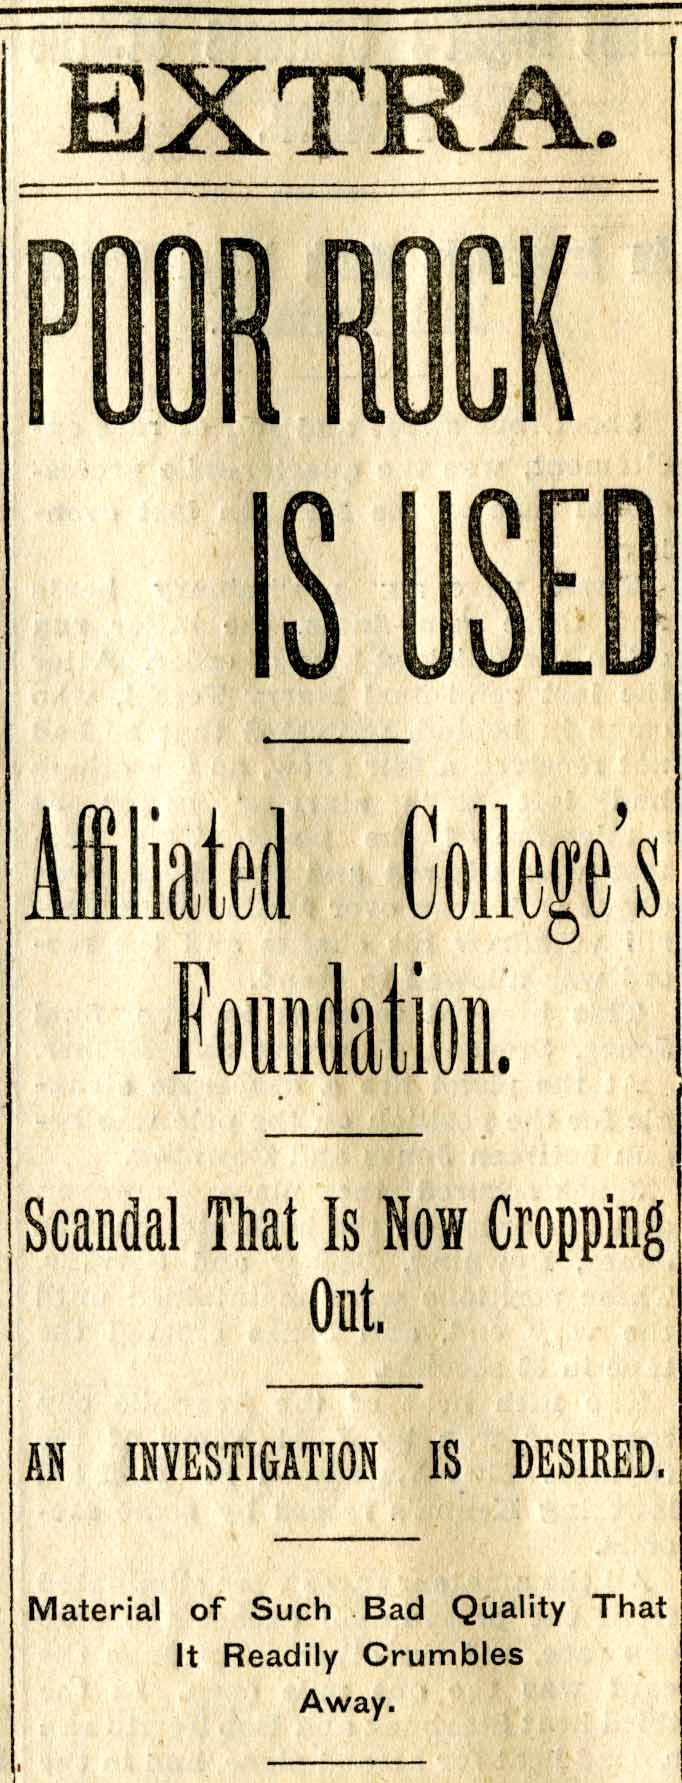 EXTRA.
POOR ROCK
IS USED
Affiliated College's
Foundation.
Scandal That Is Now Cropping
Out.
AN INVESTIGATION IS DESIRED.
Material of Such Bad Quality That
It Readily Crumbles
Away.